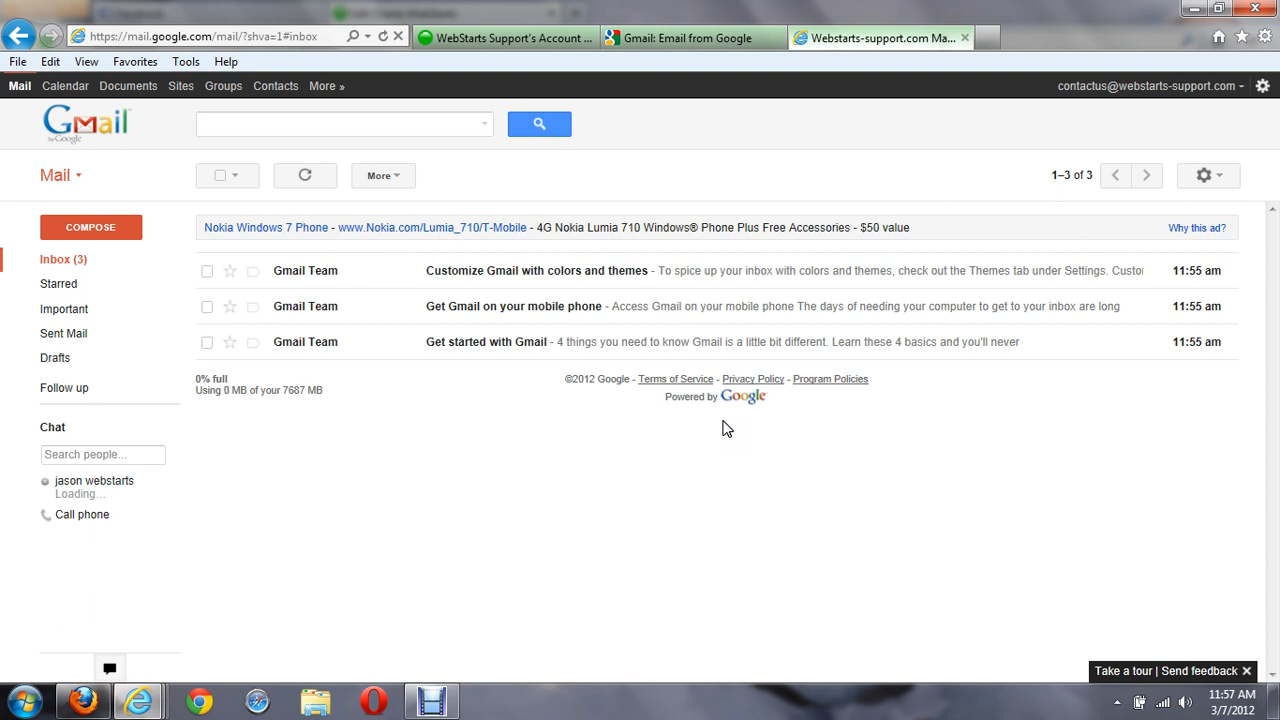 https://mail.google.com/mail/?shva=1#inbox
WebStarts Support's Account ...
Gmail: Email from Google
Webstarts-support.com Ma...
File Edit View Favorites Tools Help
Mail Calendar Documents Sites Groups Contacts More »
contactus@webstarts-support.com
Gmail
by Google
Mail
More
1–3 of 3
COMPOSE
Nokia Windows 7 Phone - www.Nokia.com/Lumia_710/T-Mobile - 4G Nokia Lumia 710 Windows® Phone Plus Free Accessories - $50 value
Why this ad?
Inbox (3)
Starred
Important
Sent Mail
Drafts
Follow up
Gmail Team Customize Gmail with colors and themes - To spice up your inbox with colors and themes, check out the Themes tab under Settings. Custo 11:55 am
Gmail Team Get Gmail on your mobile phone - Access Gmail on your mobile phone The days of needing your computer to get to your inbox are long 11:55 am
Gmail Team Get started with Gmail - 4 things you need to know Gmail is a little bit different. Learn these 4 basics and you'll never 11:55 am
0% full
Using 0 MB of your 7687 MB
©2012 Google - Terms of Service - Privacy Policy - Program Policies
Powered by Google
Chat
Search people...
jason webstarts
Loading...
Call phone
Take a tour | Send feedback
11:57 AM
3/7/2012